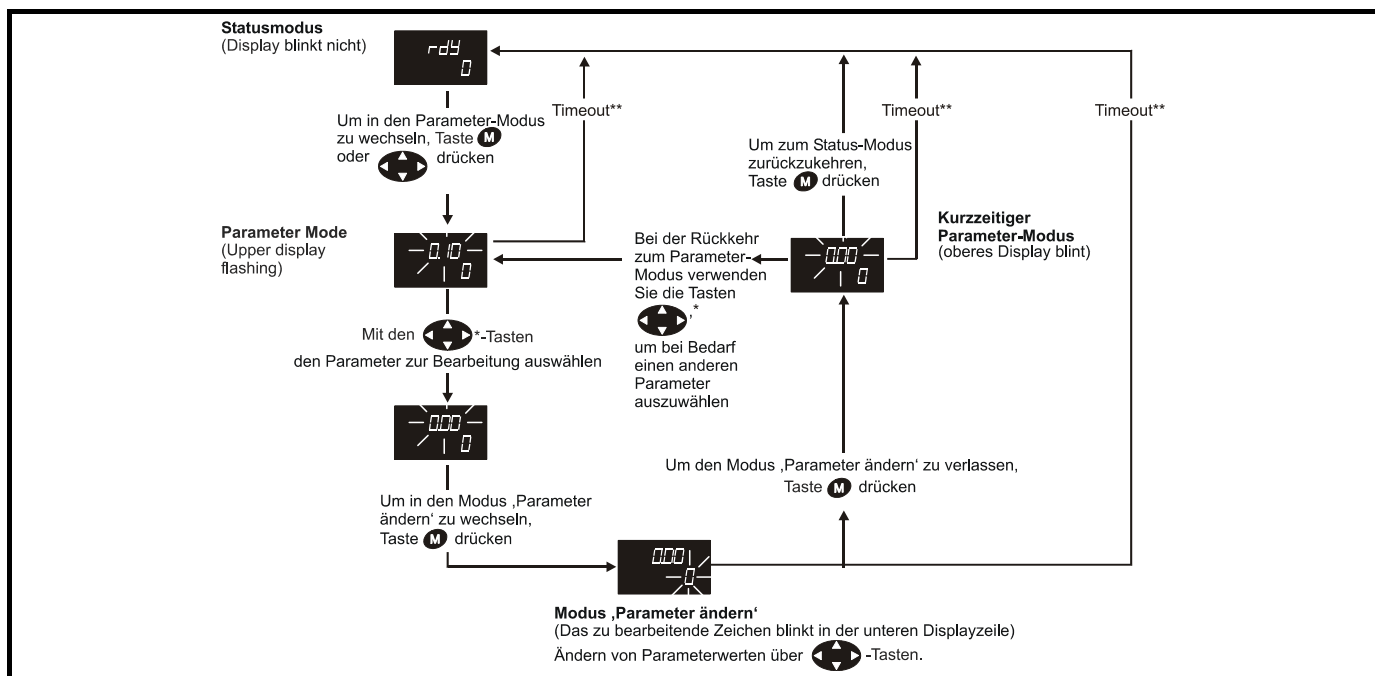 Statusmodus
(Display blinkt nicht)
rdY
0
Um in den Parameter-Modus
zu wechseln, Taste M
oder drücken
Timeout**
Timeout**
Timeout**
Um zum Status-Modus
zurückzukehren,
Taste M drücken
Parameter Mode
(Upper display
flashing)
0.10
0
Bei der Rückkehr
zum Parameter-
Modus verwenden
Sie die Tasten
,*
um bei Bedarf
einen anderen
Parameter
auszuwählen
0.00
0
Kurzzeitiger
Parameter-Modus
(oberes Display blint)
Mit den *-Tasten
den Parameter zur Bearbeitung auswählen
0.00
0
Um in den Modus ‚Parameter
ändern‘ zu wechseln,
Taste M drücken
Um den Modus ‚Parameter ändern‘ zu verlassen,
Taste M drücken
0.00
0
Modus ‚Parameter ändern‘
(Das zu bearbeitende Zeichen blinkt in der unteren Displayzeile)
Ändern von Parameterwerten über -Tasten.